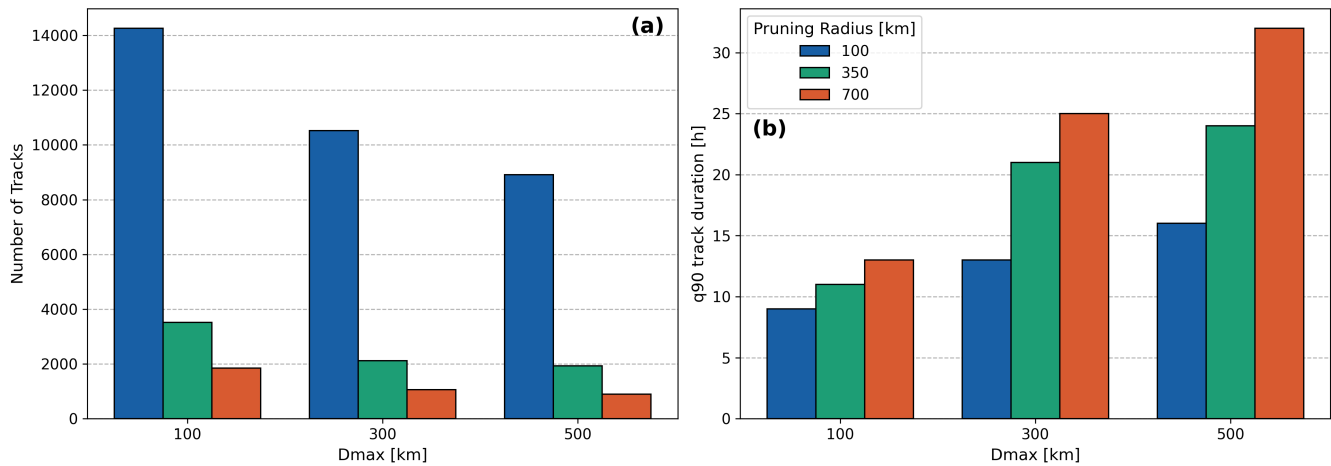 (a)
14000
12000
10000
8000
6000
4000
2000
0
Number of Tracks
100 300 500
Dmax [km]
Pruning Radius [km]
100
350
700
(b)
30
25
20
15
10
5
0
q90 track duration [h]
100 300 500
Dmax [km]